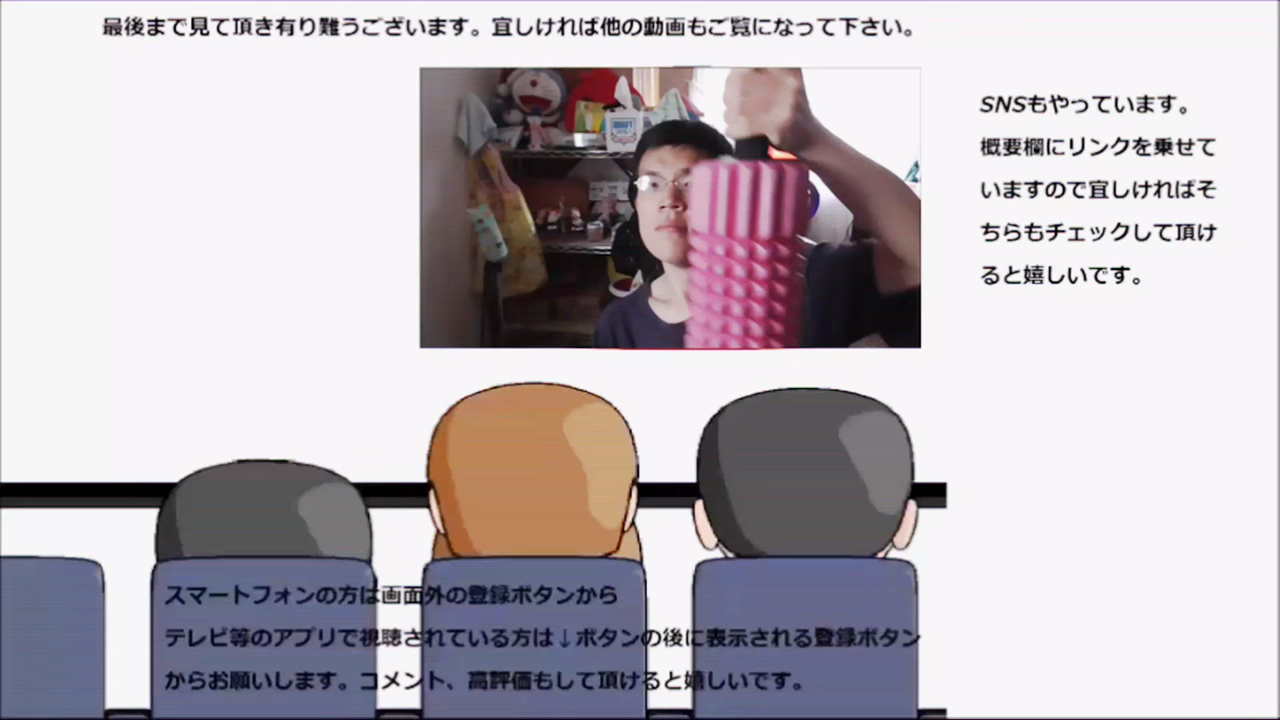 最後まで見て頂き有り難うございます。宜しければ他の動画もご覧になって下さい。
SNSもやっています。
概要欄にリンクを乗せて
いますので宜しければそ
ちらもチェックして頂け
ると嬉しいです。
スマートフォンの方は画面外の登録ボタンから
テレビ等のアプリで視聴されている方は↓ボタンの後に表示される登録ボタン
からお願いします。コメント、高評価もして頂けると嬉しいです。